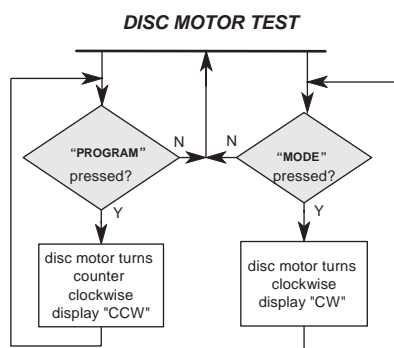 DISC MOTOR TEST
"PROGRAM"
pressed?
N
N
"MODE"
pressed?
Y
Y
disc motor turns
counter
clockwise
display "CCW"
disc motor turns
clockwise
display "CW"